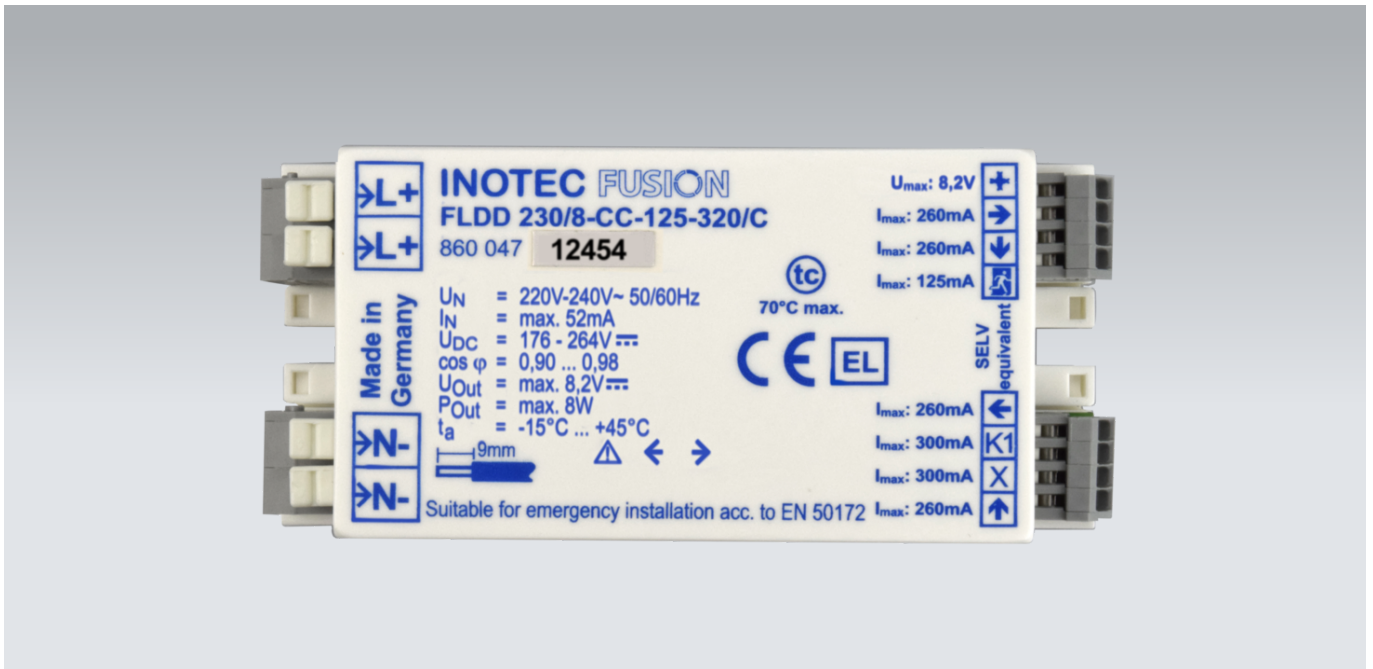 >L+
>L+
Made in
Germany
>N-
>N-
INOTEC FUSION
FLDD 230/8-CC-125-320/C
860 047 12454
UN = 220V-240V~ 50/60Hz
IN = max. 52mA
UDC = 176 - 264V⎓
cos φ = 0,90 ... 0,98
UOut = max. 8,2V⎓
POut = max. 8W
ta = -15°C ... +45°C
9mm
⚠ ← →
Suitable for emergency installation acc. to EN 50172
tc
70°C max.
CE EL
Umax: 8,2V +
Imax: 260mA →
Imax: 260mA ↓
Imax: 125mA
SELV
equivalent
Imax: 260mA ←
Imax: 300mA K1
Imax: 300mA X
Imax: 260mA ↑